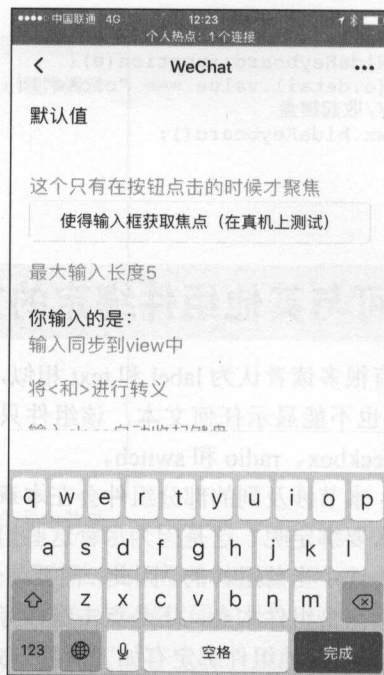 中国联通 4G 12:23
个人热点：1个连接
WeChat
默认值
这个只有在按钮点击的时候才聚焦
使得输入框获取焦点（在真机上测试）
最大输入长度5
你输入的是：
输入同步到view中
将<和>进行转义
q w e r t y u i o p
a s d f g h j k l
z x c v b n m
123 空格 完成